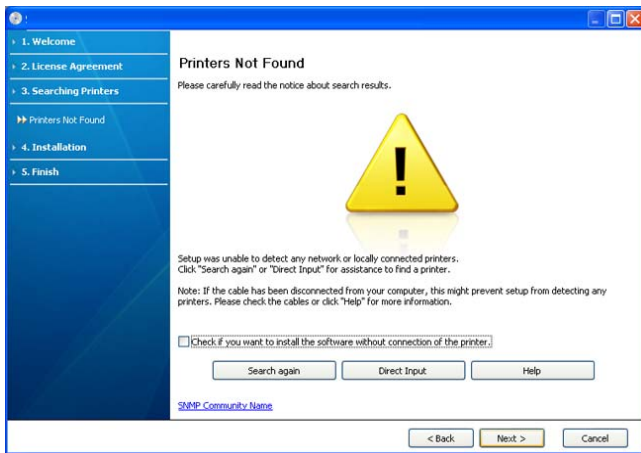 1. Welcome
2. License Agreement
3. Searching Printers
Printers Not Found
4. Installation
5. Finish
Printers Not Found
Please carefully read the notice about search results.
Setup was unable to detect any network or locally connected printers.
Click "Search again" or "Direct Input" for assistance to find a printer.
Note: If the cable has been disconnected from your computer, this might prevent setup from detecting any
printers. Please check the cables or click "Help" for more information.
Check if you want to install the software without connection of the printer.
Search again
Direct Input
Help
SNMP Community Name
< Back
Next >
Cancel